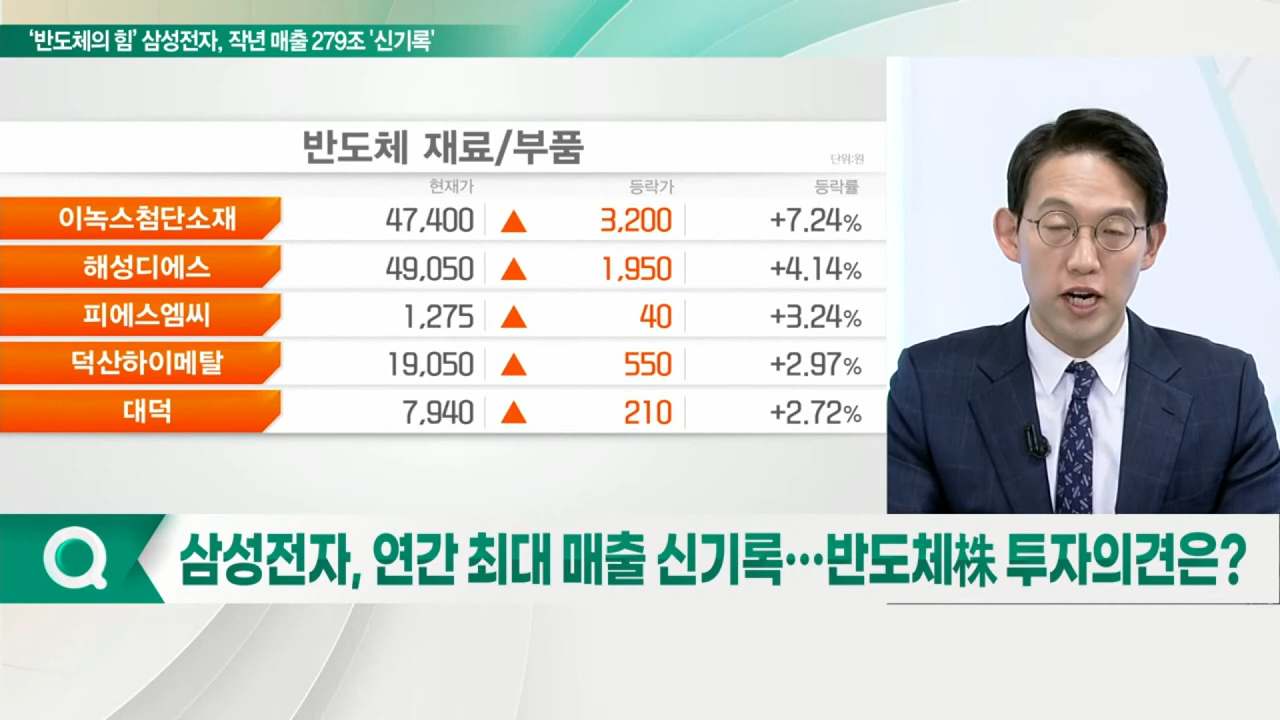 ‘반도체의 힘’ 삼성전자, 작년 매출 279조 '신기록'
반도체 재료/부품
단위:원
현재가 등락가 등락률
이녹스첨단소재 47,400 ▲ 3,200 +7.24%
해성디에스 49,050 ▲ 1,950 +4.14%
피에스엠씨 1,275 ▲ 40 +3.24%
덕산하이메탈 19,050 ▲ 550 +2.97%
대덕 7,940 ▲ 210 +2.72%
Q 삼성전자, 연간 최대 매출 신기록…반도체株 투자의견은?